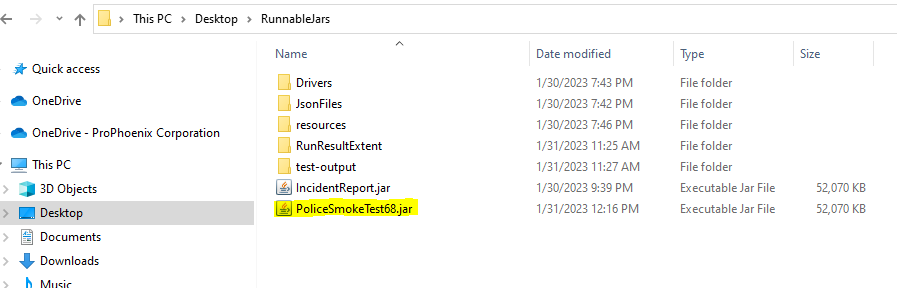 This PC > Desktop > RunnableJars
Name Date modified Type Size
Quick access
OneDrive
OneDrive - ProPhoenix Corporation
This PC
3D Objects
Desktop
Documents
Downloads
Music
Drivers 1/30/2023 7:43 PM File folder
JsonFiles 1/30/2023 7:42 PM File folder
resources 1/30/2023 7:46 PM File folder
RunResultExtent 1/31/2023 11:25 AM File folder
test-output 1/31/2023 11:27 AM File folder
IncidentReport.jar 1/30/2023 9:39 PM Executable Jar File 52,070 KB
PoliceSmokeTest68.jar 1/31/2023 12:16 PM Executable Jar File 52,070 KB